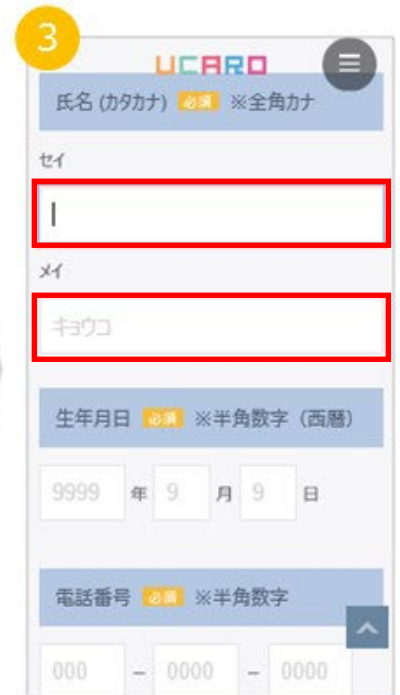 3
UCARO
氏名 (カタカナ) 必須 ※全角カナ
セイ
メイ
キョウコ
生年月日 必須 ※半角数字（西暦）
9999 年 9 月 9 日
電話番号 必須 ※半角数字
000 - 0000 - 0000